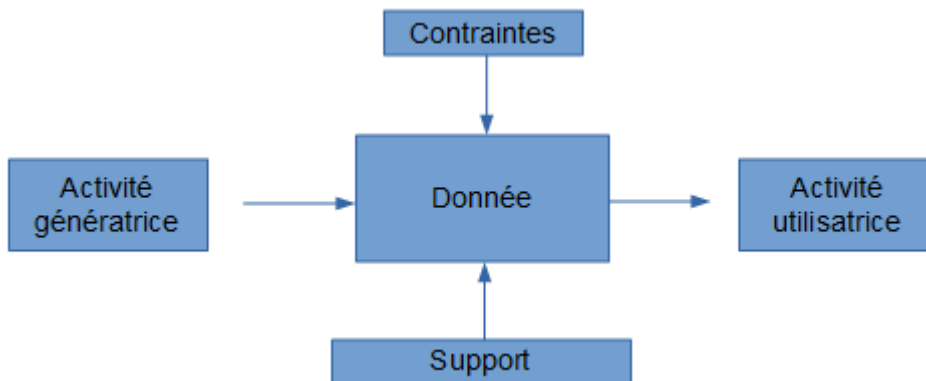 Contraintes
Activité
génératrice
Donnée
Activité
utilisatrice
Support